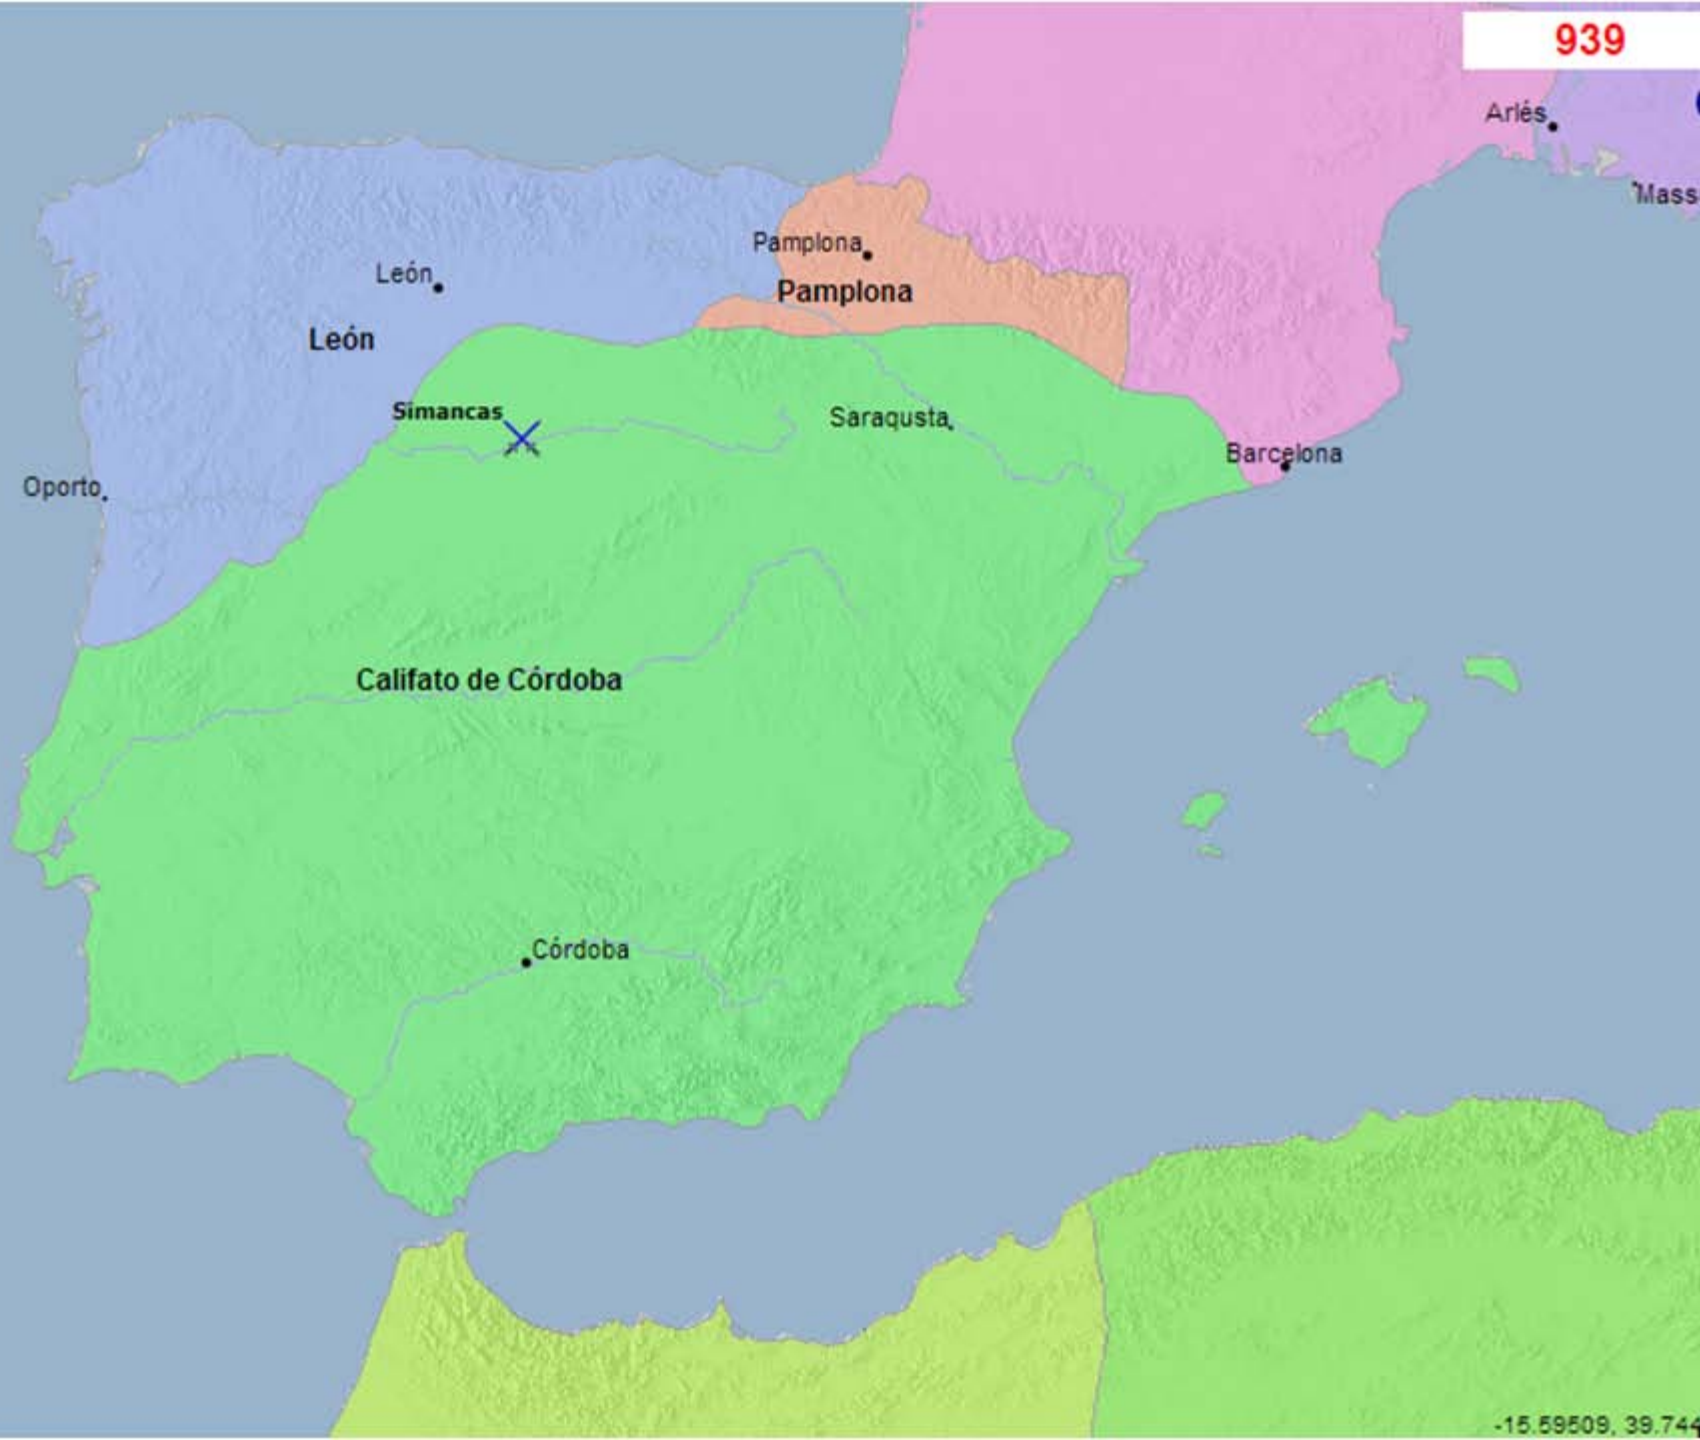 939
Arlés
Mass
Pamplona
León
Pamplona
León
Simancas
Saraqusta
Barcelona
Oporto
Califato de Córdoba
Córdoba
-15.59509, 39.744